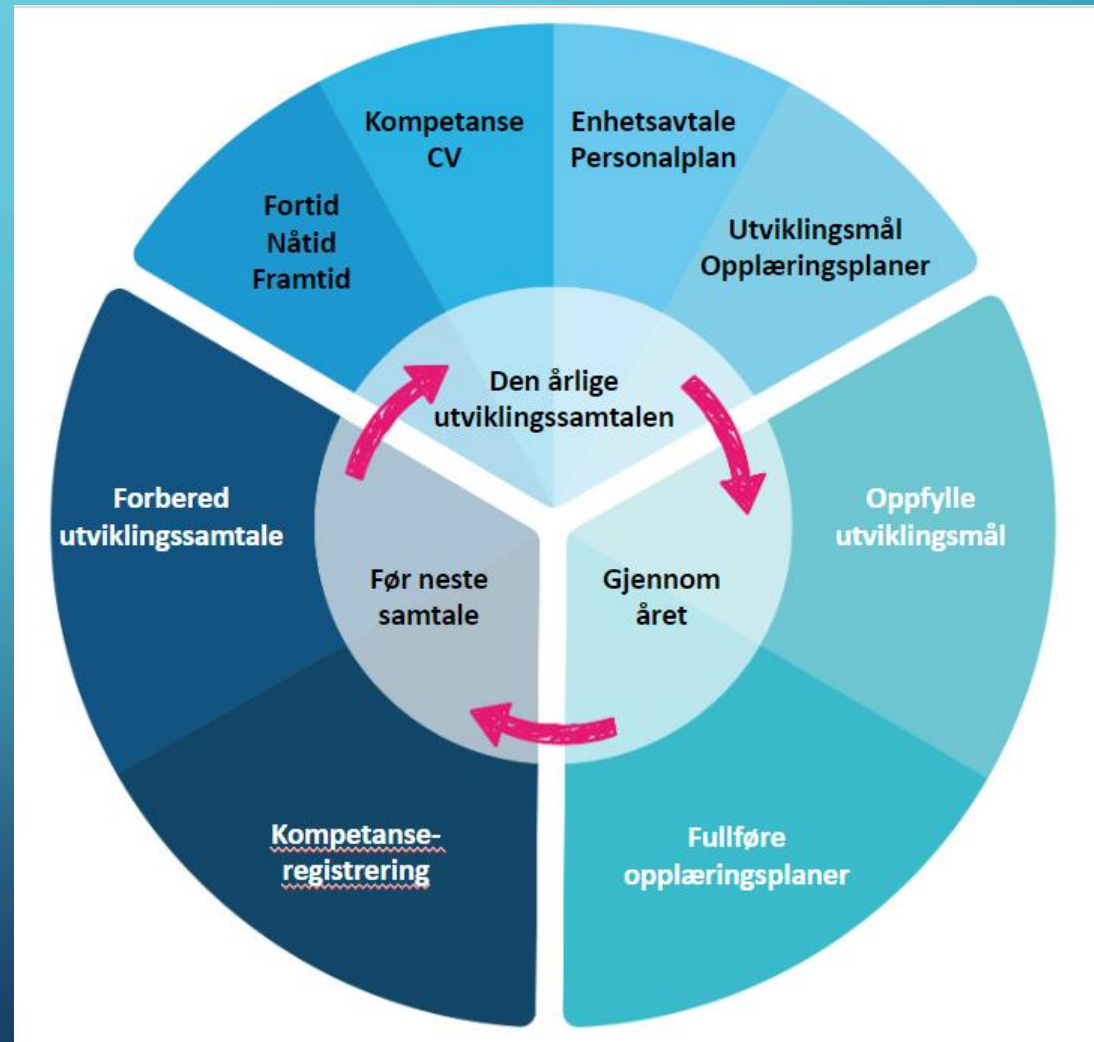 Kompetanse
CV
Enhetsavtale
Personalplan
Fortid
Nåtid
Framtid
Utviklingsmål
Opplæringsplaner
Den årlige
utviklingssamtalen
Forbered
utviklingssamtale
Oppfylle
utviklingsmål
Før neste
samtale
Gjennom
året
Kompetanse-
registrering
Fullføre
opplæringsplaner